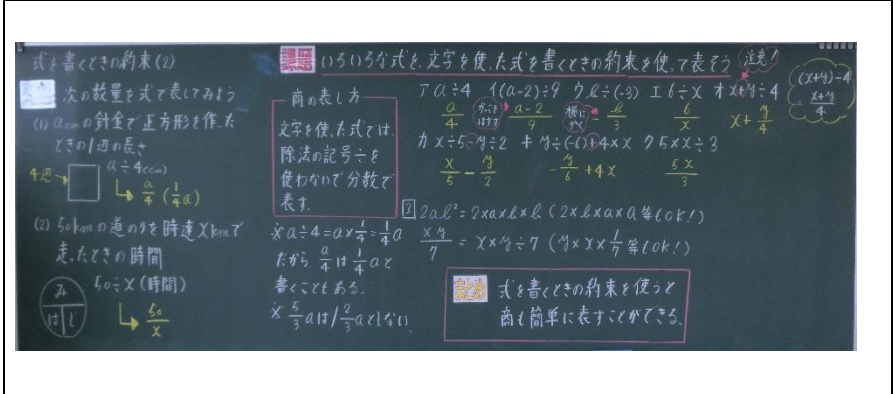 式を書くときの約束(2)
次の数量を式で表してみよう
(1) acmの針金で正方形を作った
ときの1辺の長さ
4辺
a÷4(cm)
a/4 (1/4 a)
(2) 50kmの道のりを時速xkmで
走ったときの時間
50÷x(時間)
み
は
じ
50/x
課題
いろいろな式を、文字を使った式を書くときの約束を使って表そう
注意!
商の表し方
文字を使った式では、
除法の記号÷を
使わないで分数で
表す。
※ a÷4=a×1/4=1/4 a
だから a/4 は 1/4 a と
書くこともある。
※ 5/3 a は 1 2/3 a としない。
ア a÷4 イ (a-2)÷9 ウ b÷(-3) エ 6÷x オ x+y÷4
a/4
かっこを
はずす
a-2/9
横に
かく
-b/3
6/x
x+ y/4
(x+y)÷4
x+y/4
カ x÷5-y÷2 キ y÷(-6)+4×x ク 5×x÷3
x/5 - y/2
-y/6 +4x
5x/3
3 2ab²=2×a×b×b (2×b×a×b 等もOK!)
xy/7 = x×y÷7 (y×x×1/7 等もOK!)
まとめ
式を書くときの約束を使うと
商も簡単に表すことができる。